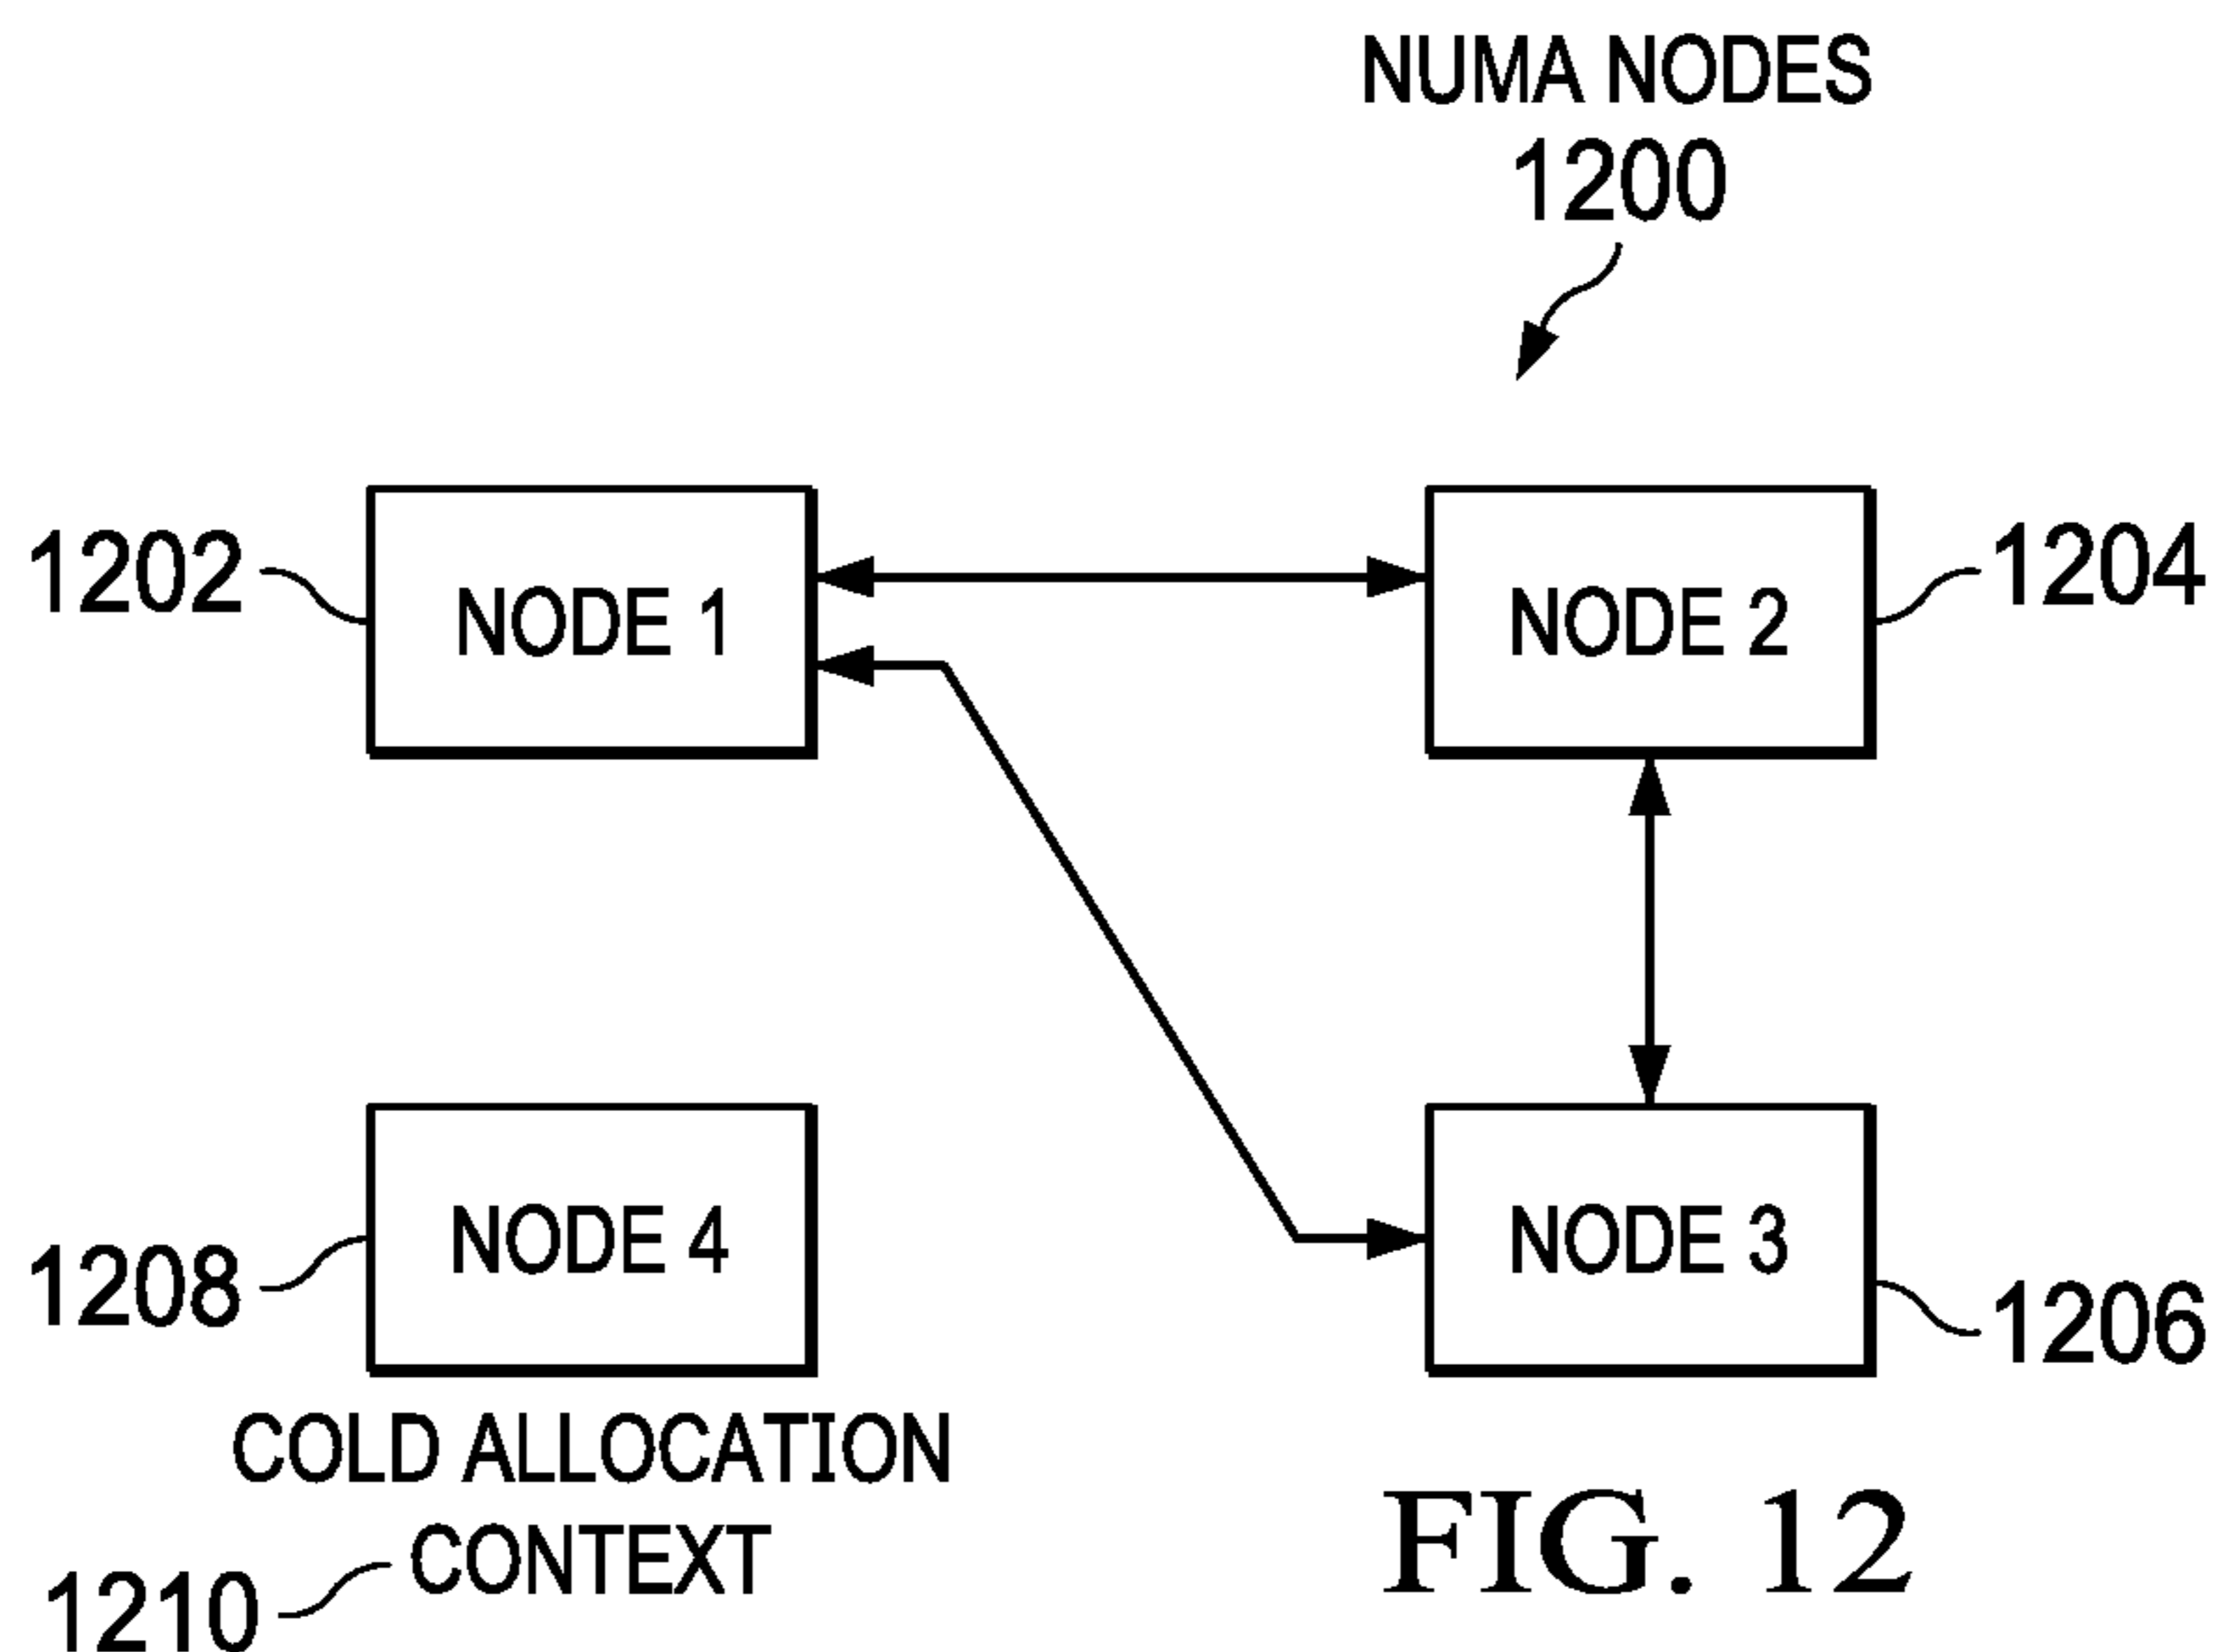 NUMA NODES
1200
1202
NODE 1
NODE 2
1204
1208
NODE 4
NODE 3
1206
COLD ALLOCATION
CONTEXT
1210
FIG. 12